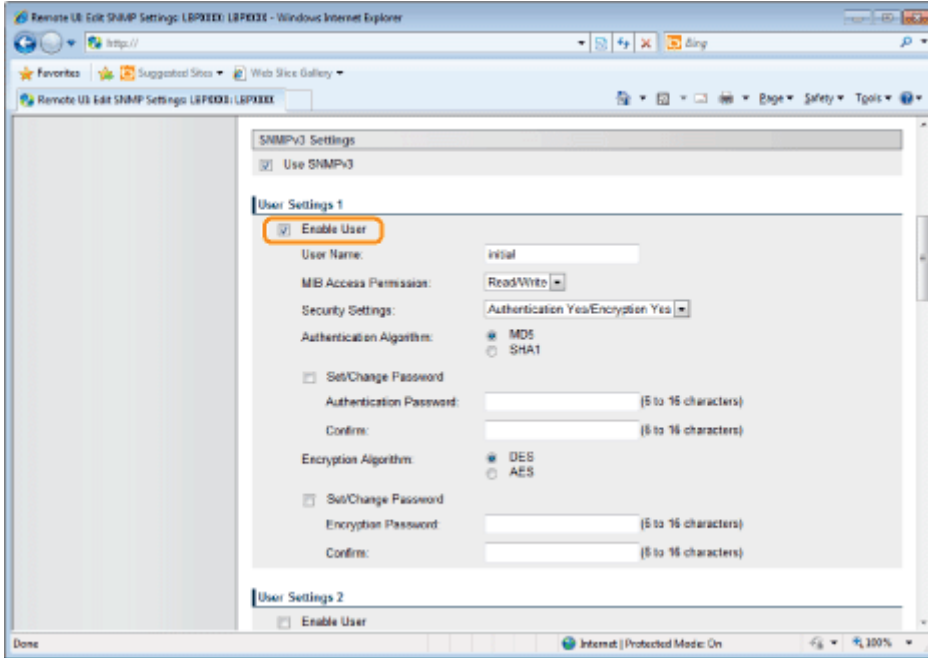 Remote UI: Edit SNMP Settings: LBPXXXX: LBPXXXX - Windows Internet Explorer
http://
Bing
Favorites Suggested Sites Web Slice Gallery
Remote UI: Edit SNMP Settings: LBPXXXX: LBPXXXX
Page Safety Tools
SNMPv3 Settings
Use SNMPv3
User Settings 1
Enable User
User Name: initial
MIB Access Permission: Read/Write
Security Settings: Authentication Yes/Encryption Yes
Authentication Algorithm: MD5
SHA1
Set/Change Password
Authentication Password: (6 to 16 characters)
Confirm: (6 to 16 characters)
Encryption Algorithm: DES
AES
Set/Change Password
Encryption Password: (6 to 16 characters)
Confirm: (6 to 16 characters)
User Settings 2
Enable User
Done Internet | Protected Mode: On 100%